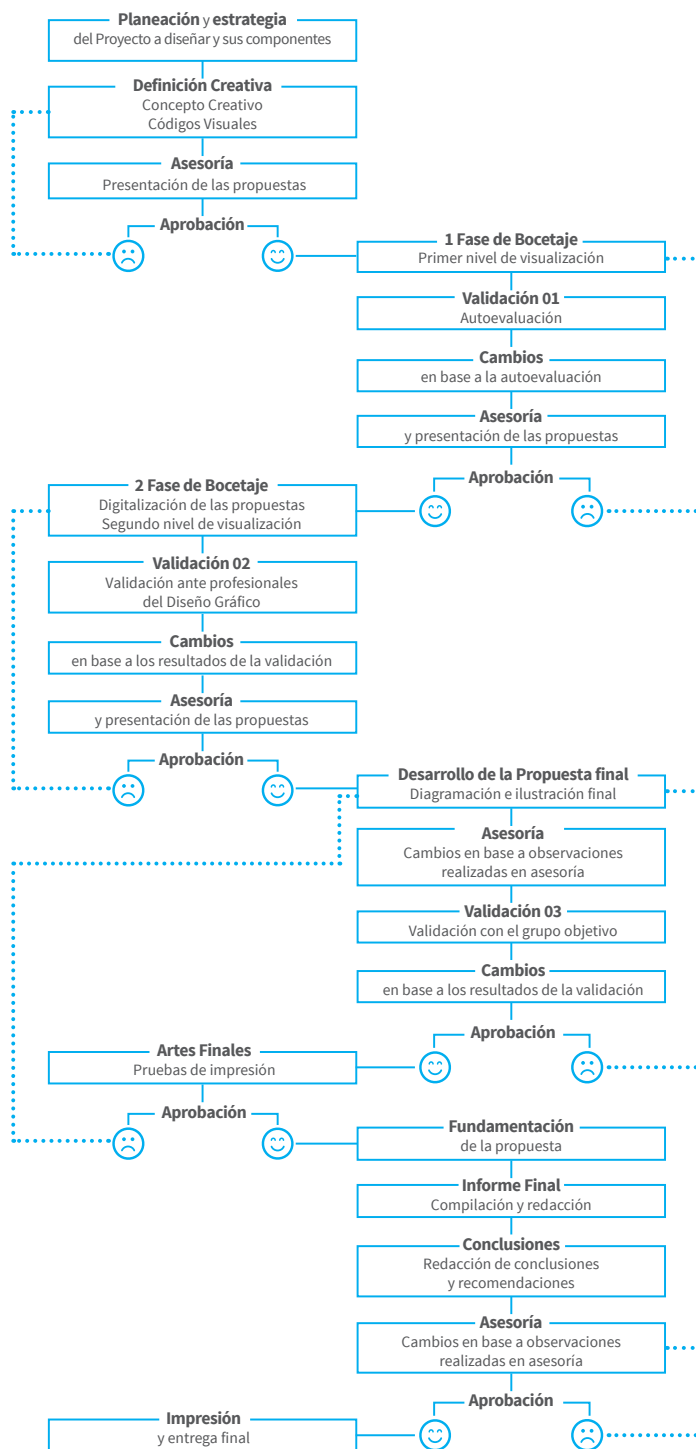 Planeación y estrategia
del Proyecto a diseñar y sus componentes
Definición Creativa
Concepto Creativo
Códigos Visuales
Asesoría
Presentación de las propuestas
Aprobación
1 Fase de Bocetaje
Primer nivel de visualización
Validación 01
Autoevaluación
Cambios
en base a la autoevaluación
Asesoría
y presentación de las propuestas
Aprobación
2 Fase de Bocetaje
Digitalización de las propuestas
Segundo nivel de visualización
Validación 02
Validación ante profesionales
del Diseño Gráfico
Cambios
en base a los resultados de la validación
Asesoría
y presentación de las propuestas
Aprobación
Desarrollo de la Propuesta final
Diagramación e ilustración final
Asesoría
Cambios en base a observaciones
realizadas en asesoría
Validación 03
Validación con el grupo objetivo
Cambios
en base a los resultados de la validación
Aprobación
Artes Finales
Pruebas de impresión
Aprobación
Fundamentación
de la propuesta
Informe Final
Compilación y redacción
Conclusiones
Redacción de conclusiones
y recomendaciones
Asesoría
Cambios en base a observaciones
realizadas en asesoría
Aprobación
Impresión
y entrega final